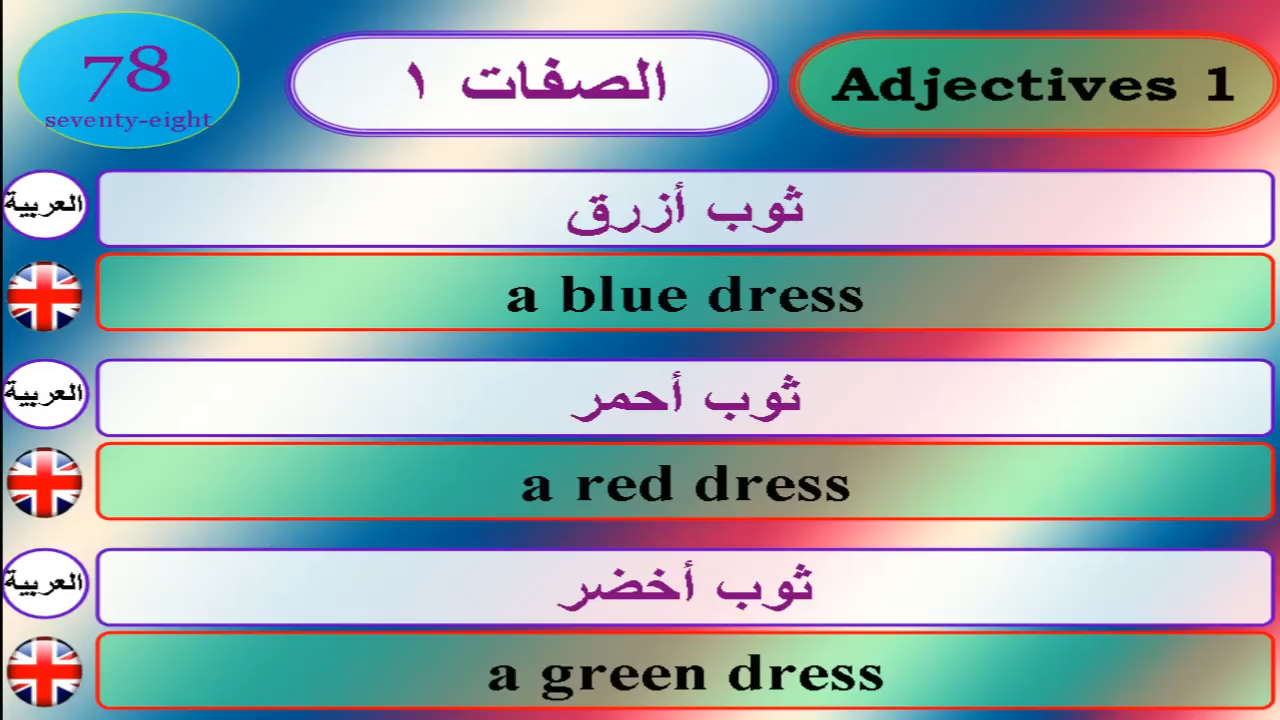 78
seventy-eight
الصفات ١
Adjectives 1
العربية
ثوب أزرق
a blue dress
العربية
ثوب أحمر
a red dress
العربية
ثوب أخضر
a green dress